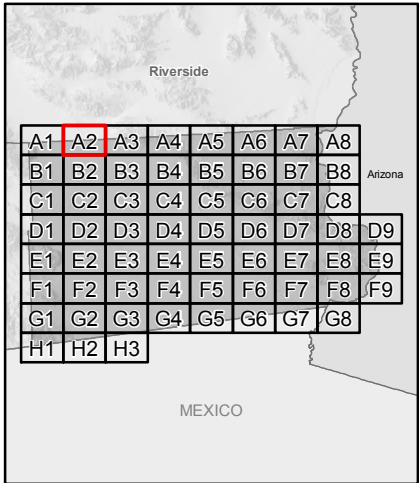 Riverside
A1 A2 A3 A4 A5 A6 A7 A8
B1 B2 B3 B4 B5 B6 B7 B8 Arizona
C1 C2 C3 C4 C5 C6 C7 C8
D1 D2 D3 D4 D5 D6 D7 D8 D9
E1 E2 E3 E4 E5 E6 E7 E8 E9
F1 F2 F3 F4 F5 F6 F7 F8 F9
G1 G2 G3 G4 G5 G6 G7 G8
H1 H2 H3
MEXICO